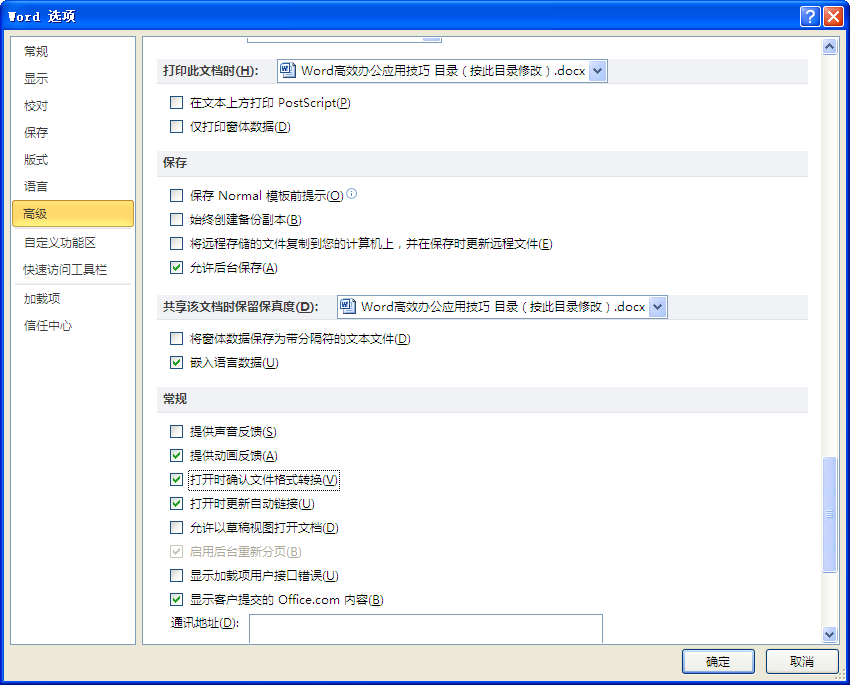 Word 选项
常规
显示
校对
保存
版式
语言
高级
自定义功能区
快速访问工具栏
加载项
信任中心
打印此文档时(H): Word高效办公应用技巧 目录（按此目录修改）.docx
在文本上方打印 PostScript(P)
仅打印窗体数据(D)
保存
保存 Normal 模板前提示(O)
始终创建备份副本(B)
将远程存储的文件复制到您的计算机上，并在保存时更新远程文件(E)
允许后台保存(A)
共享该文档时保留保真度(D): Word高效办公应用技巧 目录（按此目录修改）.docx
将窗体数据保存为带分隔符的文本文件(D)
嵌入语言数据(U)
常规
提供声音反馈(S)
提供动画反馈(A)
打开时确认文件格式转换(V)
打开时更新自动链接(U)
允许以草稿视图打开文档(D)
启用后台重新分页(B)
显示加载项用户接口错误(U)
显示客户提交的 Office.com 内容(B)
通讯地址(D):
确定
取消